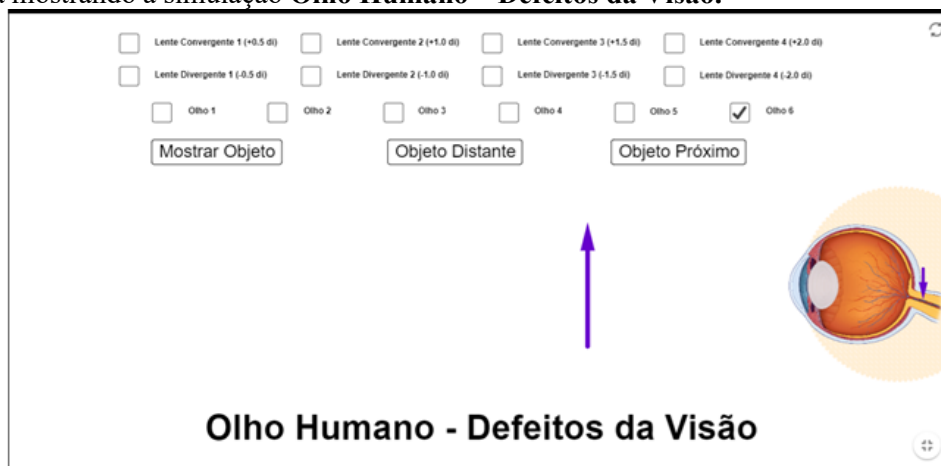 mostrando a simulação Olho Humano – Defeitos da Visão.
Lente Convergente 1 (+0.5 di) Lente Convergente 2 (+1.0 di) Lente Convergente 3 (+1.5 di) Lente Convergente 4 (+2.0 di)
Lente Divergente 1 (-0.5 di) Lente Divergente 2 (-1.0 di) Lente Divergente 3 (-1.5 di) Lente Divergente 4 (-2.0 di)
Olho 1 Olho 2 Olho 3 Olho 4 Olho 5 Olho 6
Mostrar Objeto Objeto Distante Objeto Próximo
Olho Humano - Defeitos da Visão